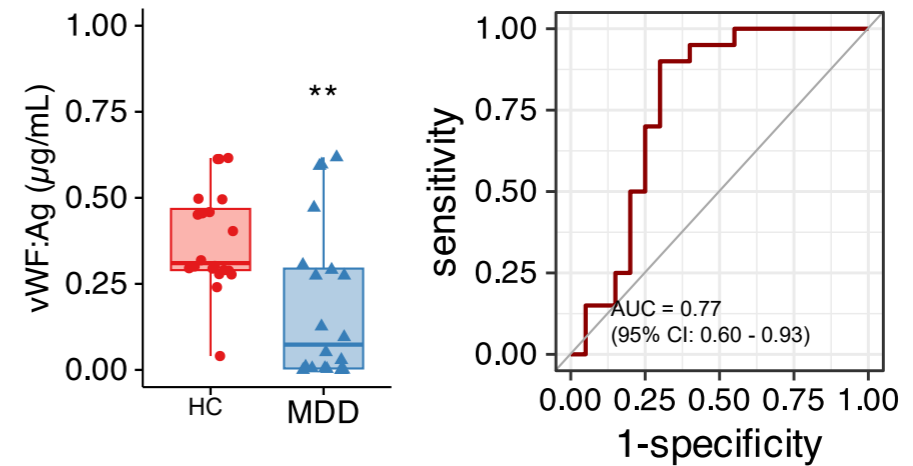 vWF:Ag (µg/mL)
1.00
0.75
0.50
0.25
0.00
**
HC
MDD
sensitivity
1.00
0.75
0.50
0.25
0.00
AUC = 0.77
(95% CI: 0.60 - 0.93)
0.00 0.25 0.50 0.75 1.00
1-specificity